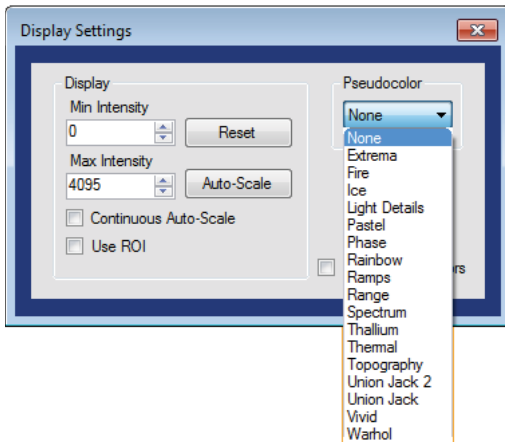 Display Settings
Display
Min Intensity
0
Reset
Max Intensity
4095
Auto-Scale
Continuous Auto-Scale
Use ROI
Pseudocolor
None
None
Extrema
Fire
Ice
Light Details
Pastel
Phase
Rainbow
Ramps
Range
Spectrum
Thallium
Thermal
Topography
Union Jack 2
Union Jack
Vivid
Warhol